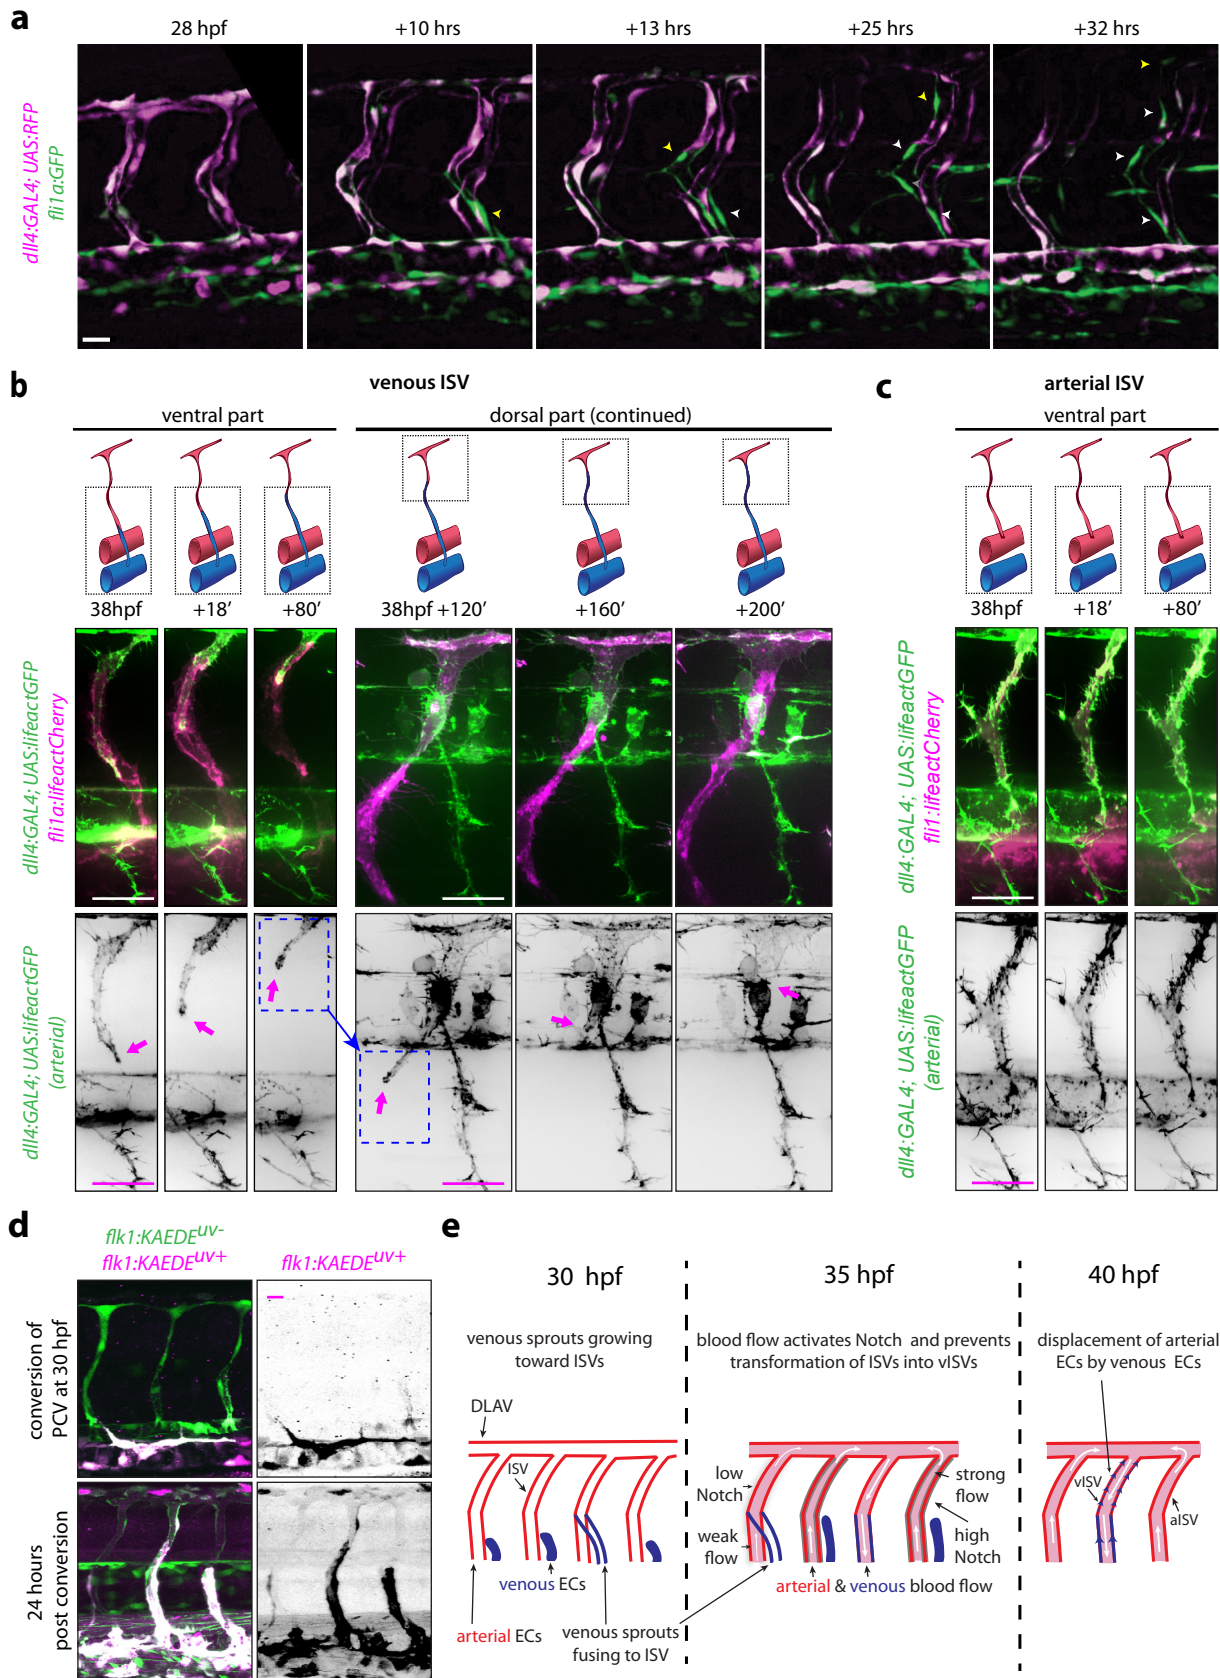 a
28 hpf
+10 hrs
+13 hrs
+25 hrs
+32 hrs
dll4:GAL4; UAS:RFP
fli1a:GFP
b
venous ISV
ventral part
dorsal part (continued)
38hpf
+18′
+80′
38hpf +120′
+160′
+200′
dll4:GAL4; UAS:lifeactGFP
fli1a:lifeactCherry
dll4:GAL4; UAS:lifeactGFP
(arterial)
c
arterial ISV
ventral part
38hpf
+18′
+80′
dll4:GAL4; UAS:lifeactGFP
fli1:lifeactCherry
dll4:GAL4; UAS:lifeactGFP
(arterial)
d
flk1:KAEDEuv-
flk1:KAEDEuv+
flk1:KAEDEuv+
conversion of
PCV at 30 hpf
24 hours
post conversion
e
30 hpf
35 hpf
40 hpf
venous sprouts growing
toward ISVs
blood flow activates Notch and prevents
transformation of ISVs into vISVs
displacement of arterial
ECs by venous ECs
DLAV
ISV
venous ECs
arterial ECs
venous sprouts
fusing to ISV
low
Notch
weak
flow
strong
flow
high
Notch
arterial & venous blood flow
vISV
aISV